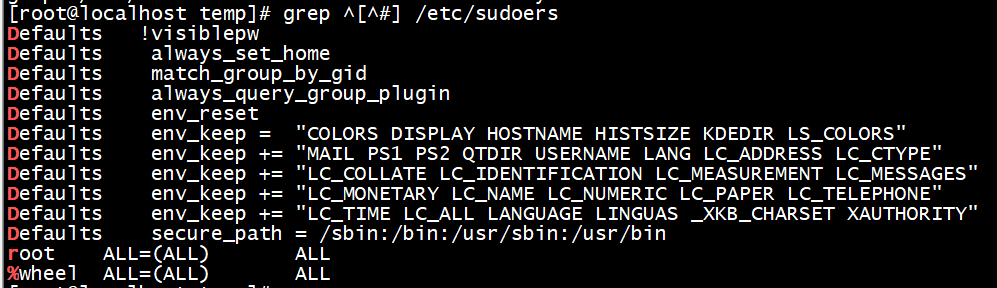 [root@localhost temp]# grep ^[^#] /etc/sudoers
Defaults   !visiblepw
Defaults    always_set_home
Defaults    match_group_by_gid
Defaults    always_query_group_plugin
Defaults    env_reset
Defaults    env_keep =  "COLORS DISPLAY HOSTNAME HISTSIZE KDEDIR LS_COLORS"
Defaults    env_keep += "MAIL PS1 PS2 QTDIR USERNAME LANG LC_ADDRESS LC_CTYPE"
Defaults    env_keep += "LC_COLLATE LC_IDENTIFICATION LC_MEASUREMENT LC_MESSAGES"
Defaults    env_keep += "LC_MONETARY LC_NAME LC_NUMERIC LC_PAPER LC_TELEPHONE"
Defaults    env_keep += "LC_TIME LC_ALL LANGUAGE LINGUAS _XKB_CHARSET XAUTHORITY"
Defaults    secure_path = /sbin:/bin:/usr/sbin:/usr/bin
root    ALL=(ALL)       ALL
%wheel  ALL=(ALL)       ALL